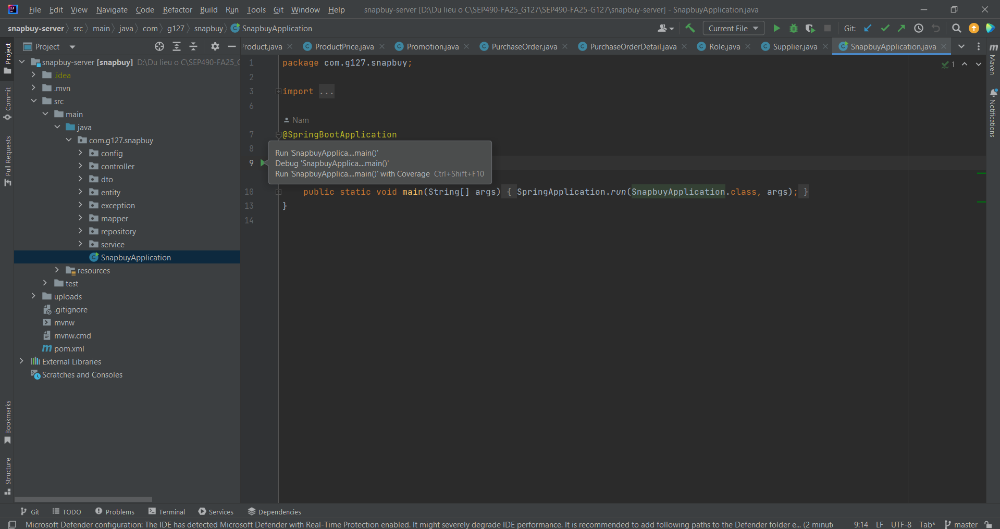 File Edit View Navigate Code Refactor Build Run Tools Git Window Help snapbuy-server [D:\Du lieu o C\SEP490-FA25_G127\SEP490-FA25-G127\snapbuy-server] - SnapbuyApplication.java
snapbuy-server src main java com g127 snapbuy SnapbuyApplication Current File Git:
Project roduct.java ProductPrice.java Promotion.java PurchaseOrder.java PurchaseOrderDetail.java Role.java Supplier.java SnapbuyApplication.java
snapbuy-server [snapbuy] D:\Du lieu o C\SEP490-FA25_G
.idea
.mvn
src
main
java
com.g127.snapbuy
config
controller
dto
entity
exception
mapper
repository
service
SnapbuyApplication
resources
test
uploads
.gitignore
mvnw
mvnw.cmd
pom.xml
External Libraries
Scratches and Consoles
1 package com.g127.snapbuy;
2
3 import ...
6
Nam
7 @SpringBootApplication
8
9
Run 'SnapbuyApplica....main()'
Debug 'SnapbuyApplica....main()'
Run 'SnapbuyApplica....main()' with Coverage Ctrl+Shift+F10
10 public static void main(String[] args) { SpringApplication.run(SnapbuyApplication.class, args); }
13 }
14
1
Project
Commit
Pull Requests
Bookmarks
Structure
Maven
Notifications
Git TODO Problems Terminal Services Dependencies
Microsoft Defender configuration: The IDE has detected Microsoft Defender with Real-Time Protection enabled. It might severely degrade IDE performance. It is recommended to add following paths to the Defender folder e... (2 minute 9:14 LF UTF-8 Tab* master